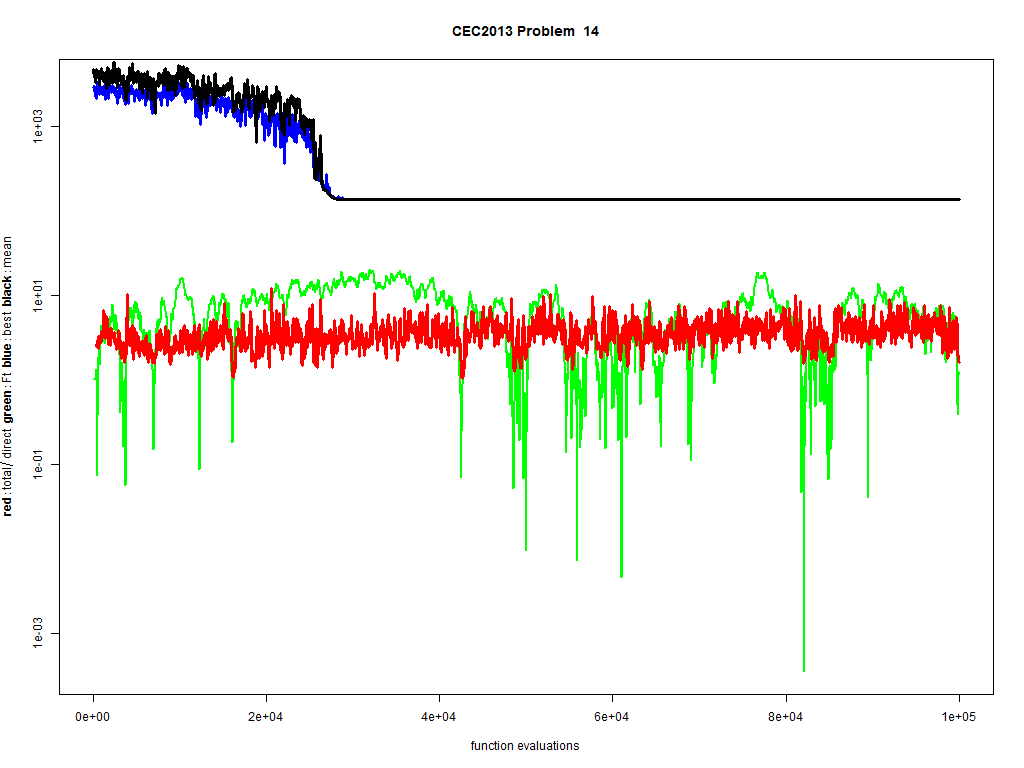 CEC2013 Problem 14
red : total/ direct green : Ft blue : best black : mean
1e+03
1e+01
1e-01
1e-03
0e+00 2e+04 4e+04 6e+04 8e+04 1e+05
function evaluations